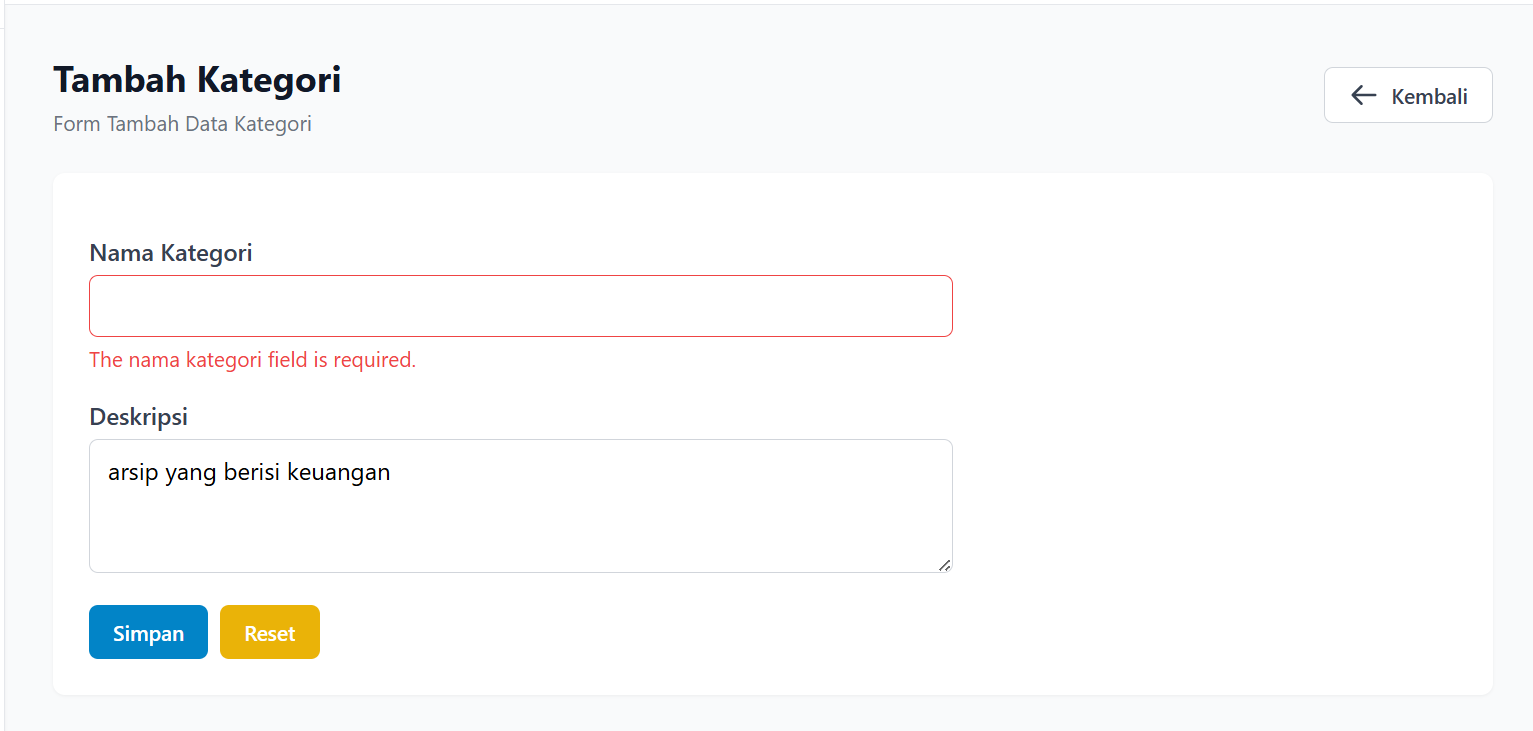 Tambah Kategori
Form Tambah Data Kategori
Kembali
Nama Kategori
The nama kategori field is required.
Deskripsi
arsip yang berisi keuangan
Simpan
Reset